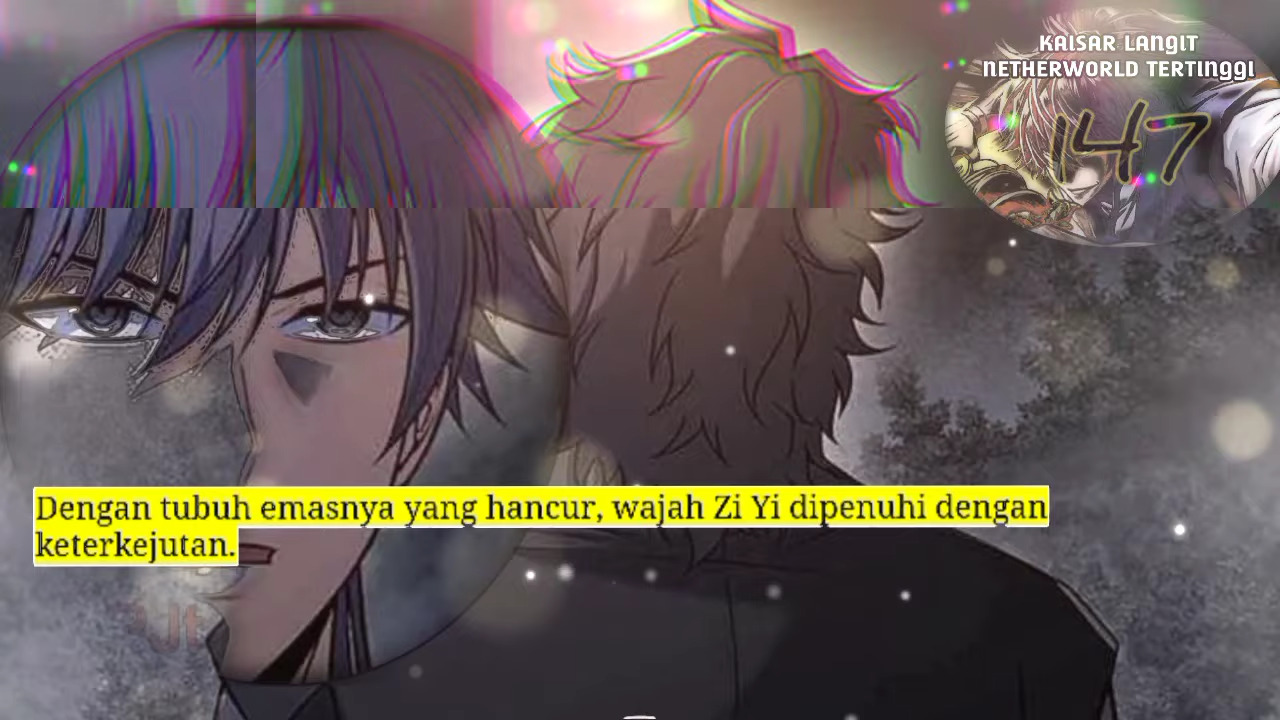 KAISAR LANGIT
NETHERWORLD TERTINGGI
147
Dengan tubuh emasnya yang hancur, wajah Zi Yi dipenuhi dengan
keterkejutan.